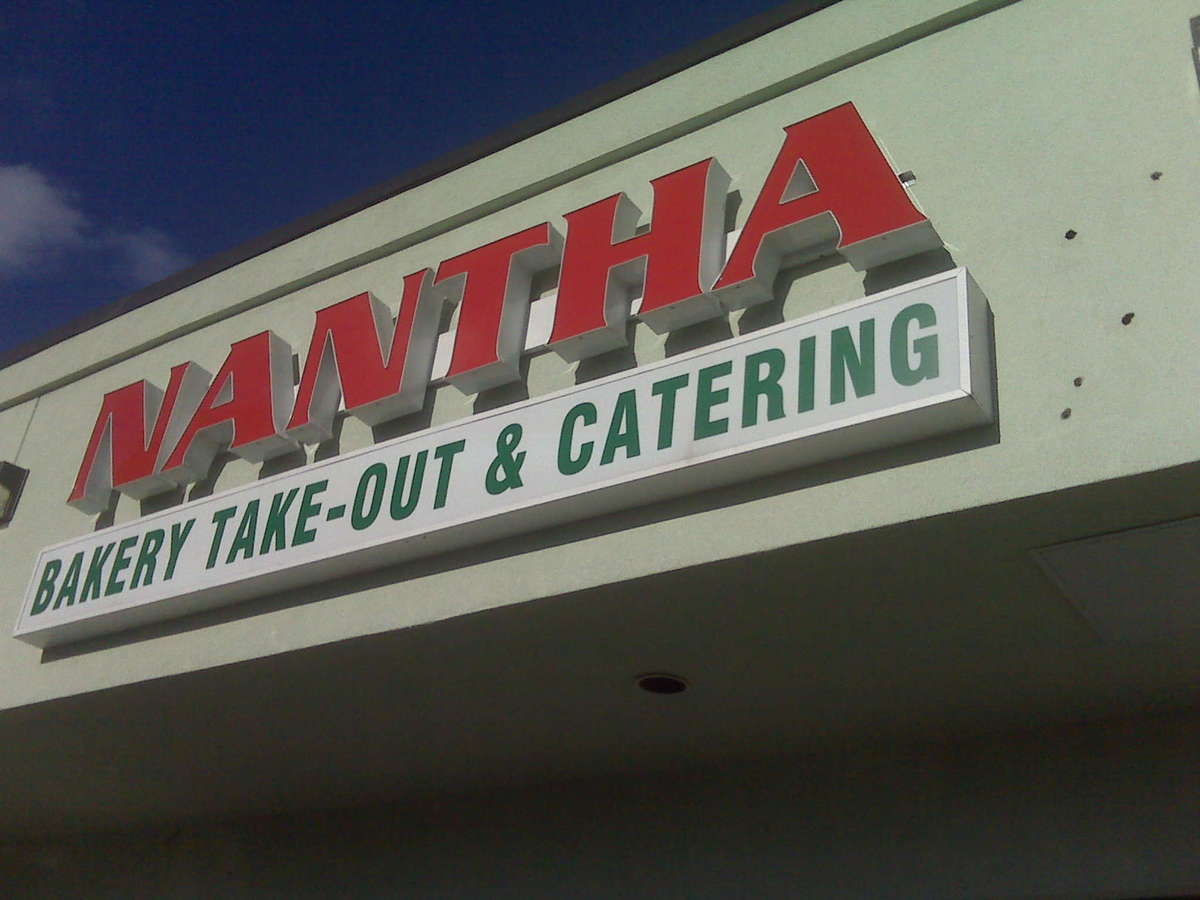 NANTHA
BAKERY TAKE-OUT & CATERING